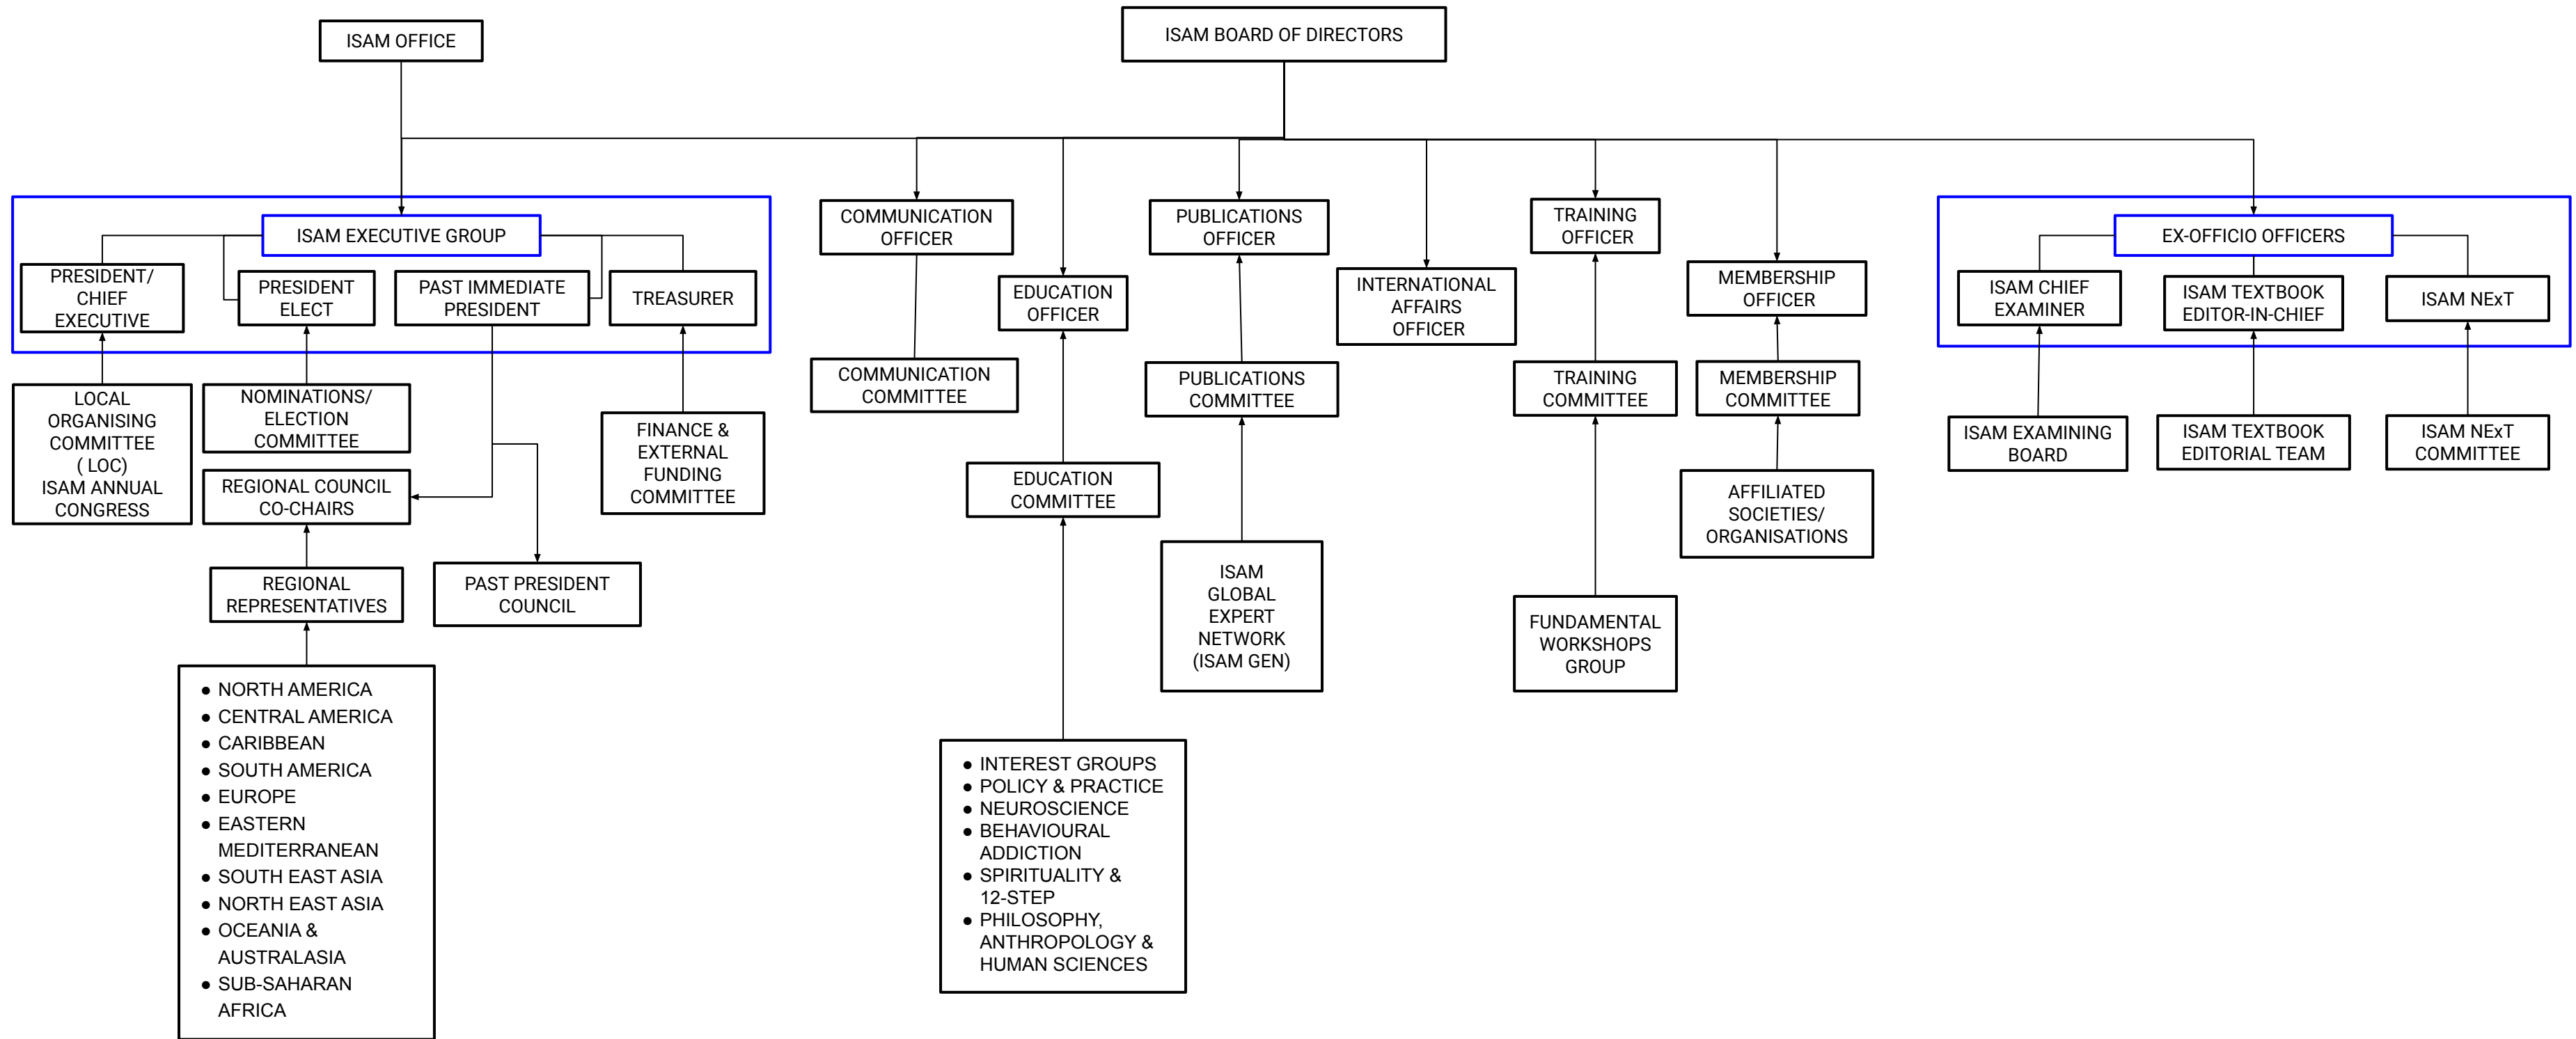 ISAM OFFICE
ISAM BOARD OF DIRECTORS
ISAM EXECUTIVE GROUP
PRESIDENT/
CHIEF
EXECUTIVE
PRESIDENT
ELECT
PAST IMMEDIATE
PRESIDENT
TREASURER
COMMUNICATION
OFFICER
EDUCATION
OFFICER
PUBLICATIONS
OFFICER
INTERNATIONAL
AFFAIRS
OFFICER
TRAINING
OFFICER
MEMBERSHIP
OFFICER
EX-OFFICIO OFFICERS
ISAM CHIEF
EXAMINER
ISAM TEXTBOOK
EDITOR-IN-CHIEF
ISAM NExT
LOCAL
ORGANISING
COMMITTEE
( LOC)
ISAM ANNUAL
CONGRESS
NOMINATIONS/
ELECTION
COMMITTEE
REGIONAL COUNCIL
CO-CHAIRS
REGIONAL
REPRESENTATIVES
PAST PRESIDENT
COUNCIL
FINANCE &
EXTERNAL
FUNDING
COMMITTEE
COMMUNICATION
COMMITTEE
EDUCATION
COMMITTEE
PUBLICATIONS
COMMITTEE
ISAM
GLOBAL
EXPERT
NETWORK
(ISAM GEN)
TRAINING
COMMITTEE
FUNDAMENTAL
WORKSHOPS
GROUP
MEMBERSHIP
COMMITTEE
AFFILIATED
SOCIETIES/
ORGANISATIONS
ISAM EXAMINING
BOARD
ISAM TEXTBOOK
EDITORIAL TEAM
ISAM NExT
COMMITTEE
● NORTH AMERICA
● CENTRAL AMERICA
● CARIBBEAN
● SOUTH AMERICA
● EUROPE
● EASTERN
MEDITERRANEAN
● SOUTH EAST ASIA
● NORTH EAST ASIA
● OCEANIA &
AUSTRALASIA
● SUB-SAHARAN
AFRICA
● INTEREST GROUPS
● POLICY & PRACTICE
● NEUROSCIENCE
● BEHAVIOURAL
ADDICTION
● SPIRITUALITY &
12-STEP
● PHILOSOPHY,
ANTHROPOLOGY &
HUMAN SCIENCES